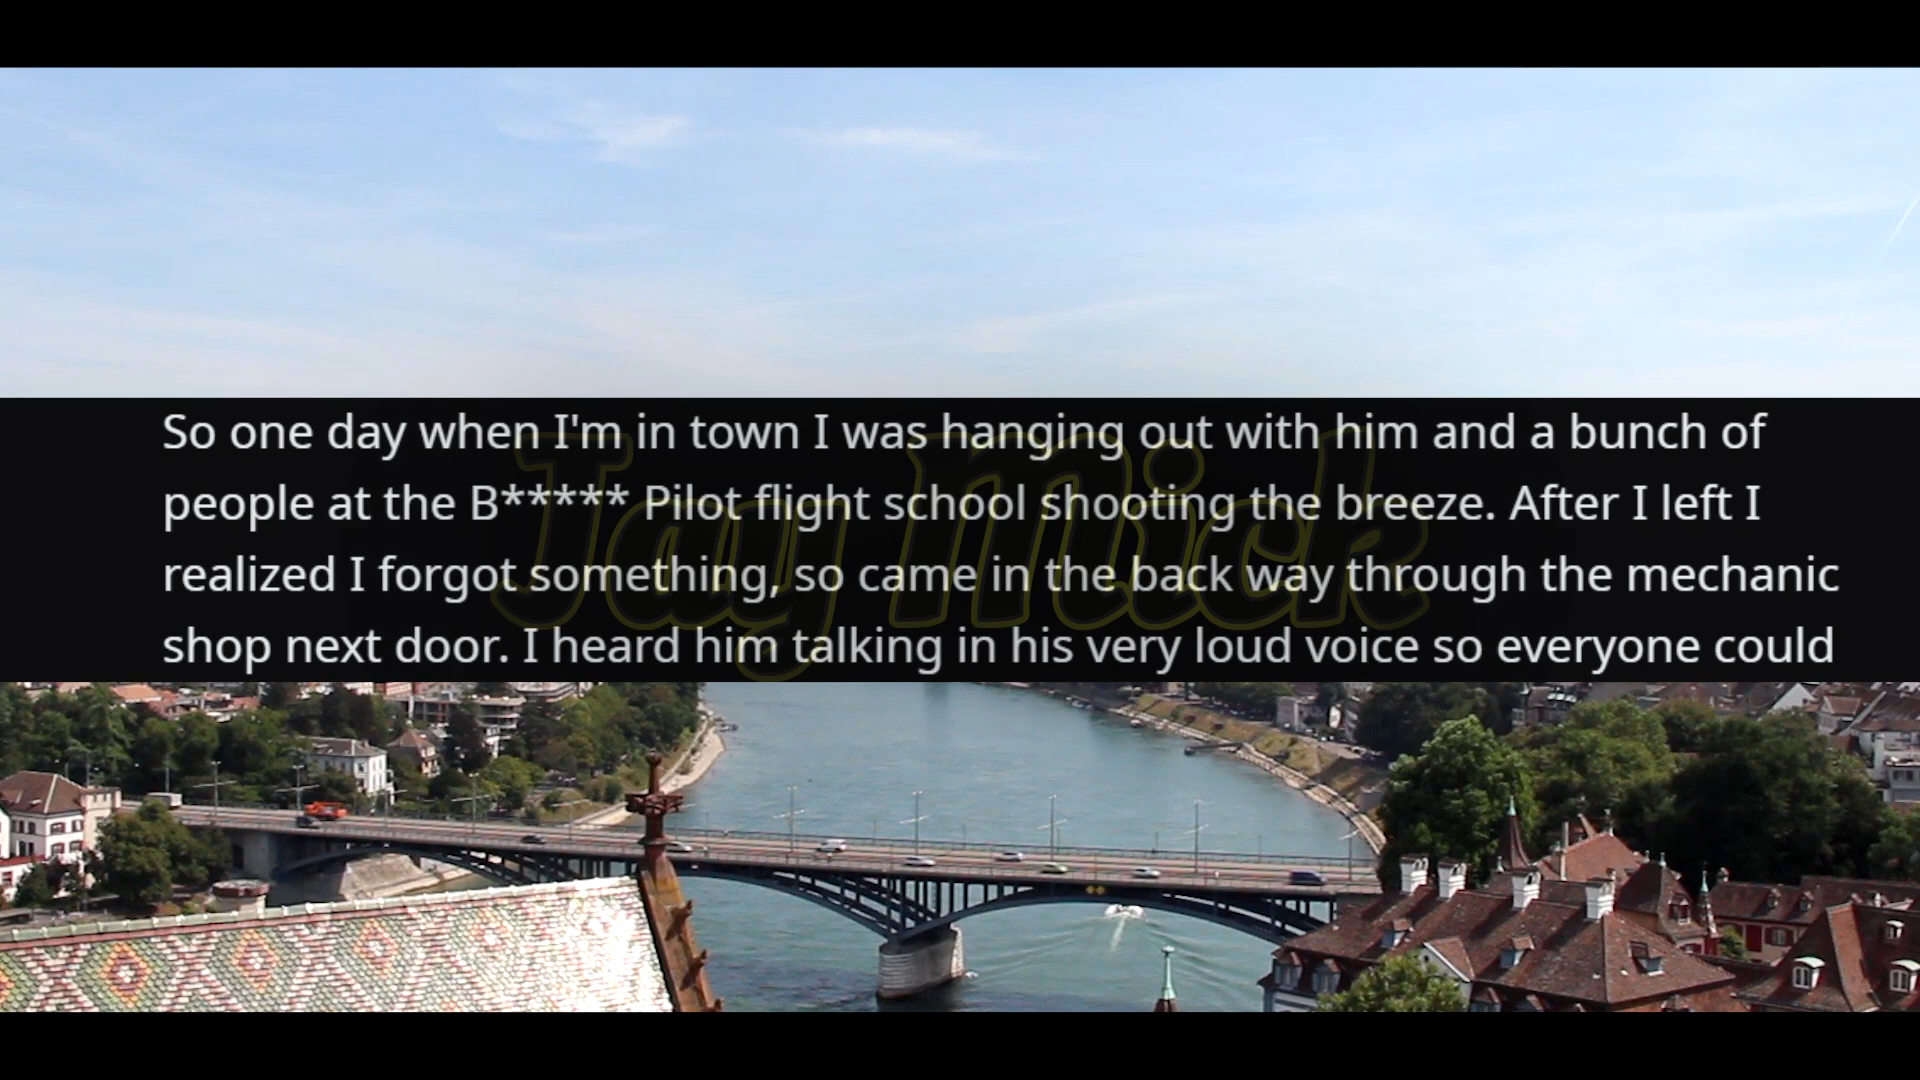 So one day when I'm in town I was hanging out with him and a bunch of
people at the B***** Pilot flight school shooting the breeze. After I left I
realized I forgot something, so came in the back way through the mechanic
shop next door. I heard him talking in his very loud voice so everyone could
Jay Mick